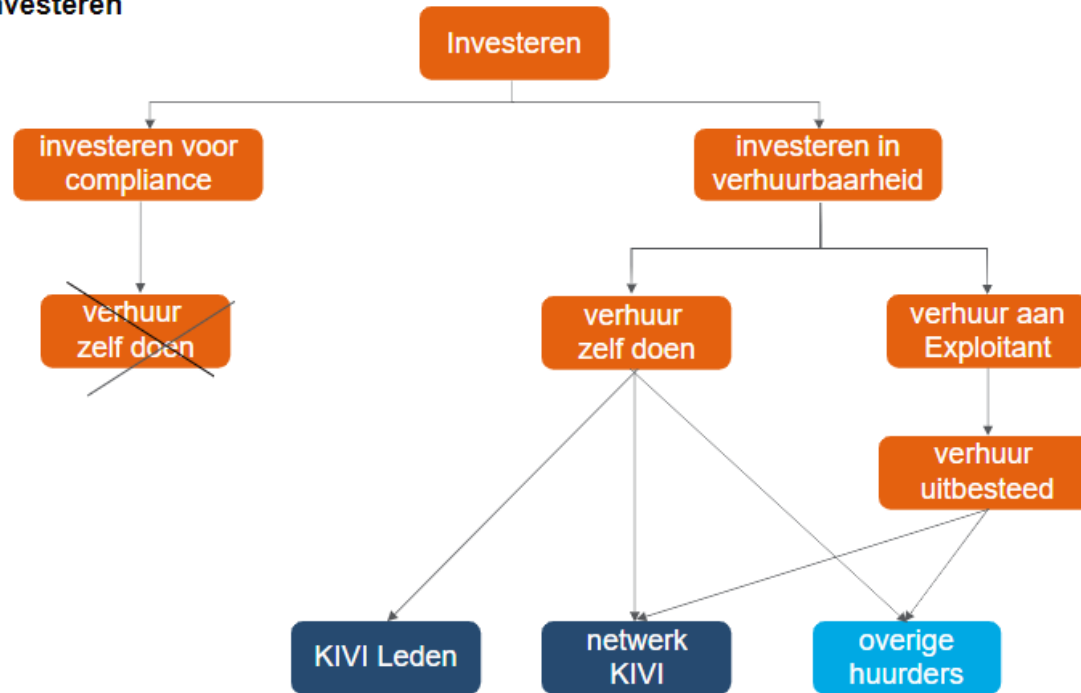 Investeren
investeren voor
compliance
investeren in
verhuurbaarheid
verhuur
zelf doen
verhuur
zelf doen
verhuur aan
Exploitant
verhuur
uitbesteed
KIVI Leden
netwerk
KIVI
overige
huurders